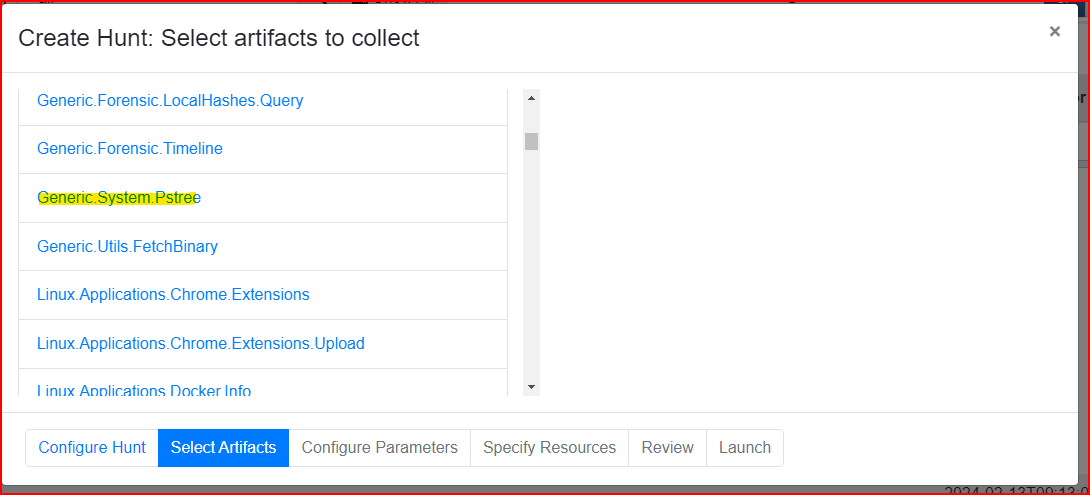 Create Hunt: Select artifacts to collect
×
Generic.Forensic.LocalHashes.Query
Generic.Forensic.Timeline
Generic.System.Pstree
Generic.Utils.FetchBinary
Linux.Applications.Chrome.Extensions
Linux.Applications.Chrome.Extensions.Upload
Linux.Applications.Docker.Info
Configure Hunt Select Artifacts Configure Parameters Specify Resources Review Launch